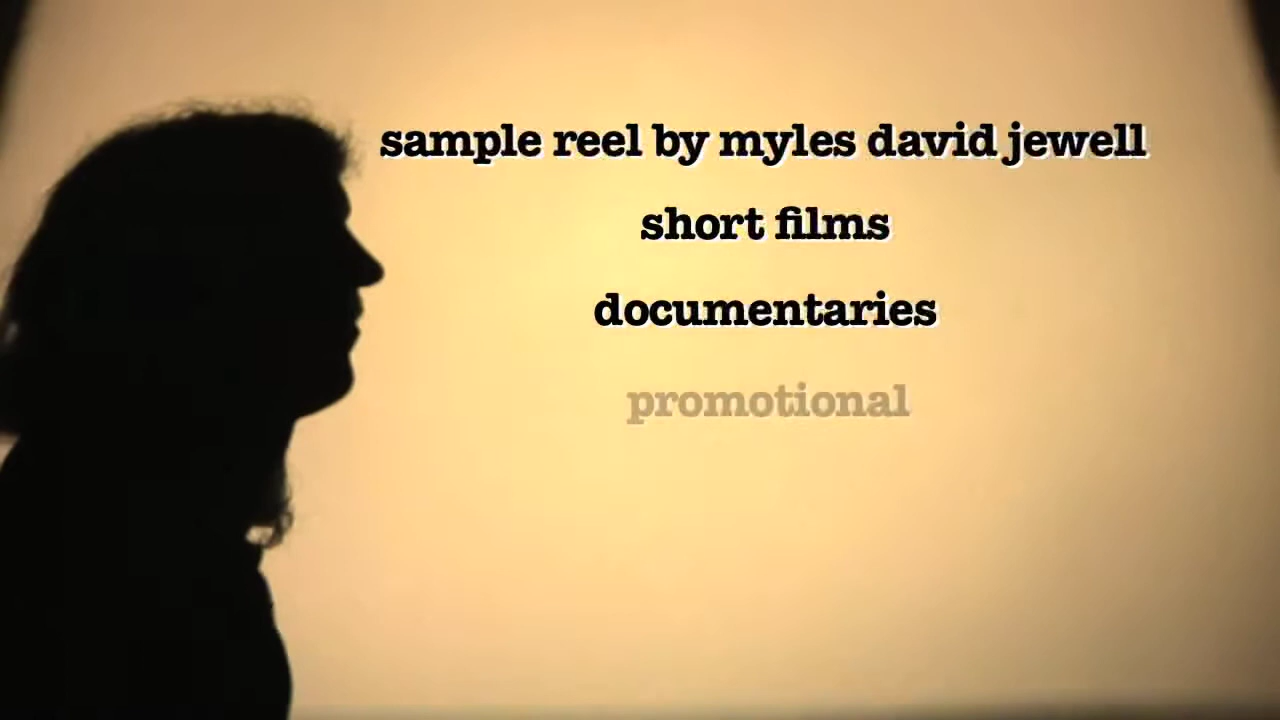 sample reel by myles david jewell
short films
documentaries
promotional